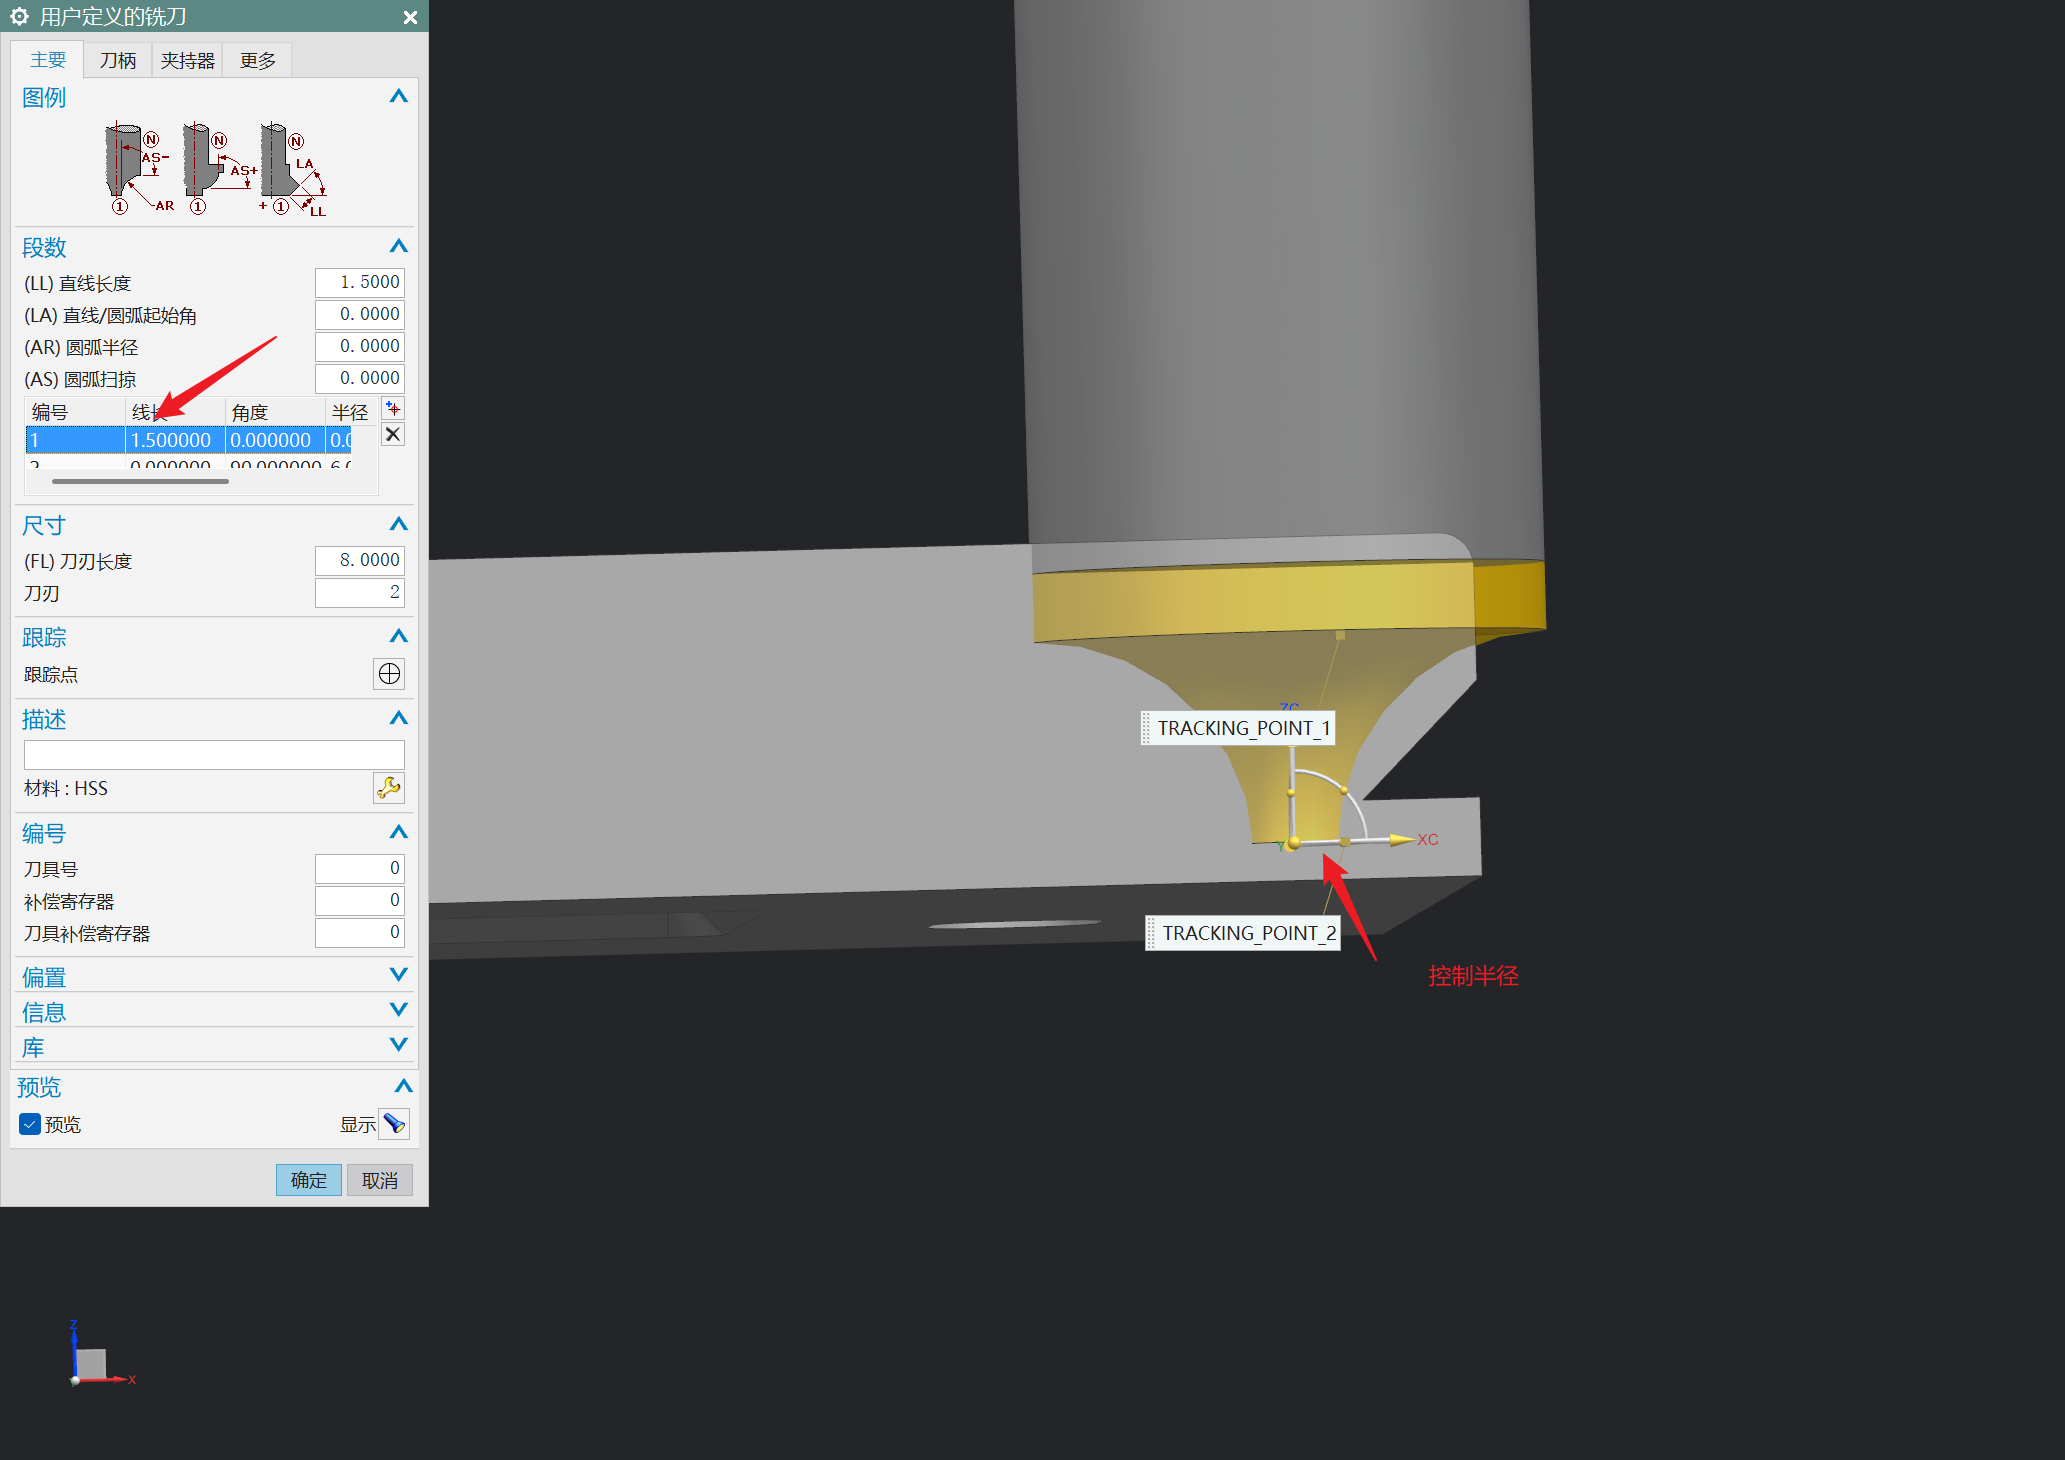 用户定义的铣刀
主要 刀柄 夹持器 更多
图例
N AS- AR 1
N AS+ 1
N LA LL + 1
段数
(LL) 直线长度 1.5000
(LA) 直线/圆弧起始角 0.0000
(AR) 圆弧半径 0.0000
(AS) 圆弧扫掠 0.0000
编号 线长 角度 半径
1 1.500000 0.000000 0.0
2 0.000000 90.000000 6.0
尺寸
(FL) 刀刃长度 8.0000
刀刃 2
跟踪
跟踪点
描述
材料 : HSS
编号
刀具号 0
补偿寄存器 0
刀具补偿寄存器 0
偏置
信息
库
预览
预览 显示
确定 取消
ZC
TRACKING_POINT_1
XC
Y
TRACKING_POINT_2
控制半径
Z
X